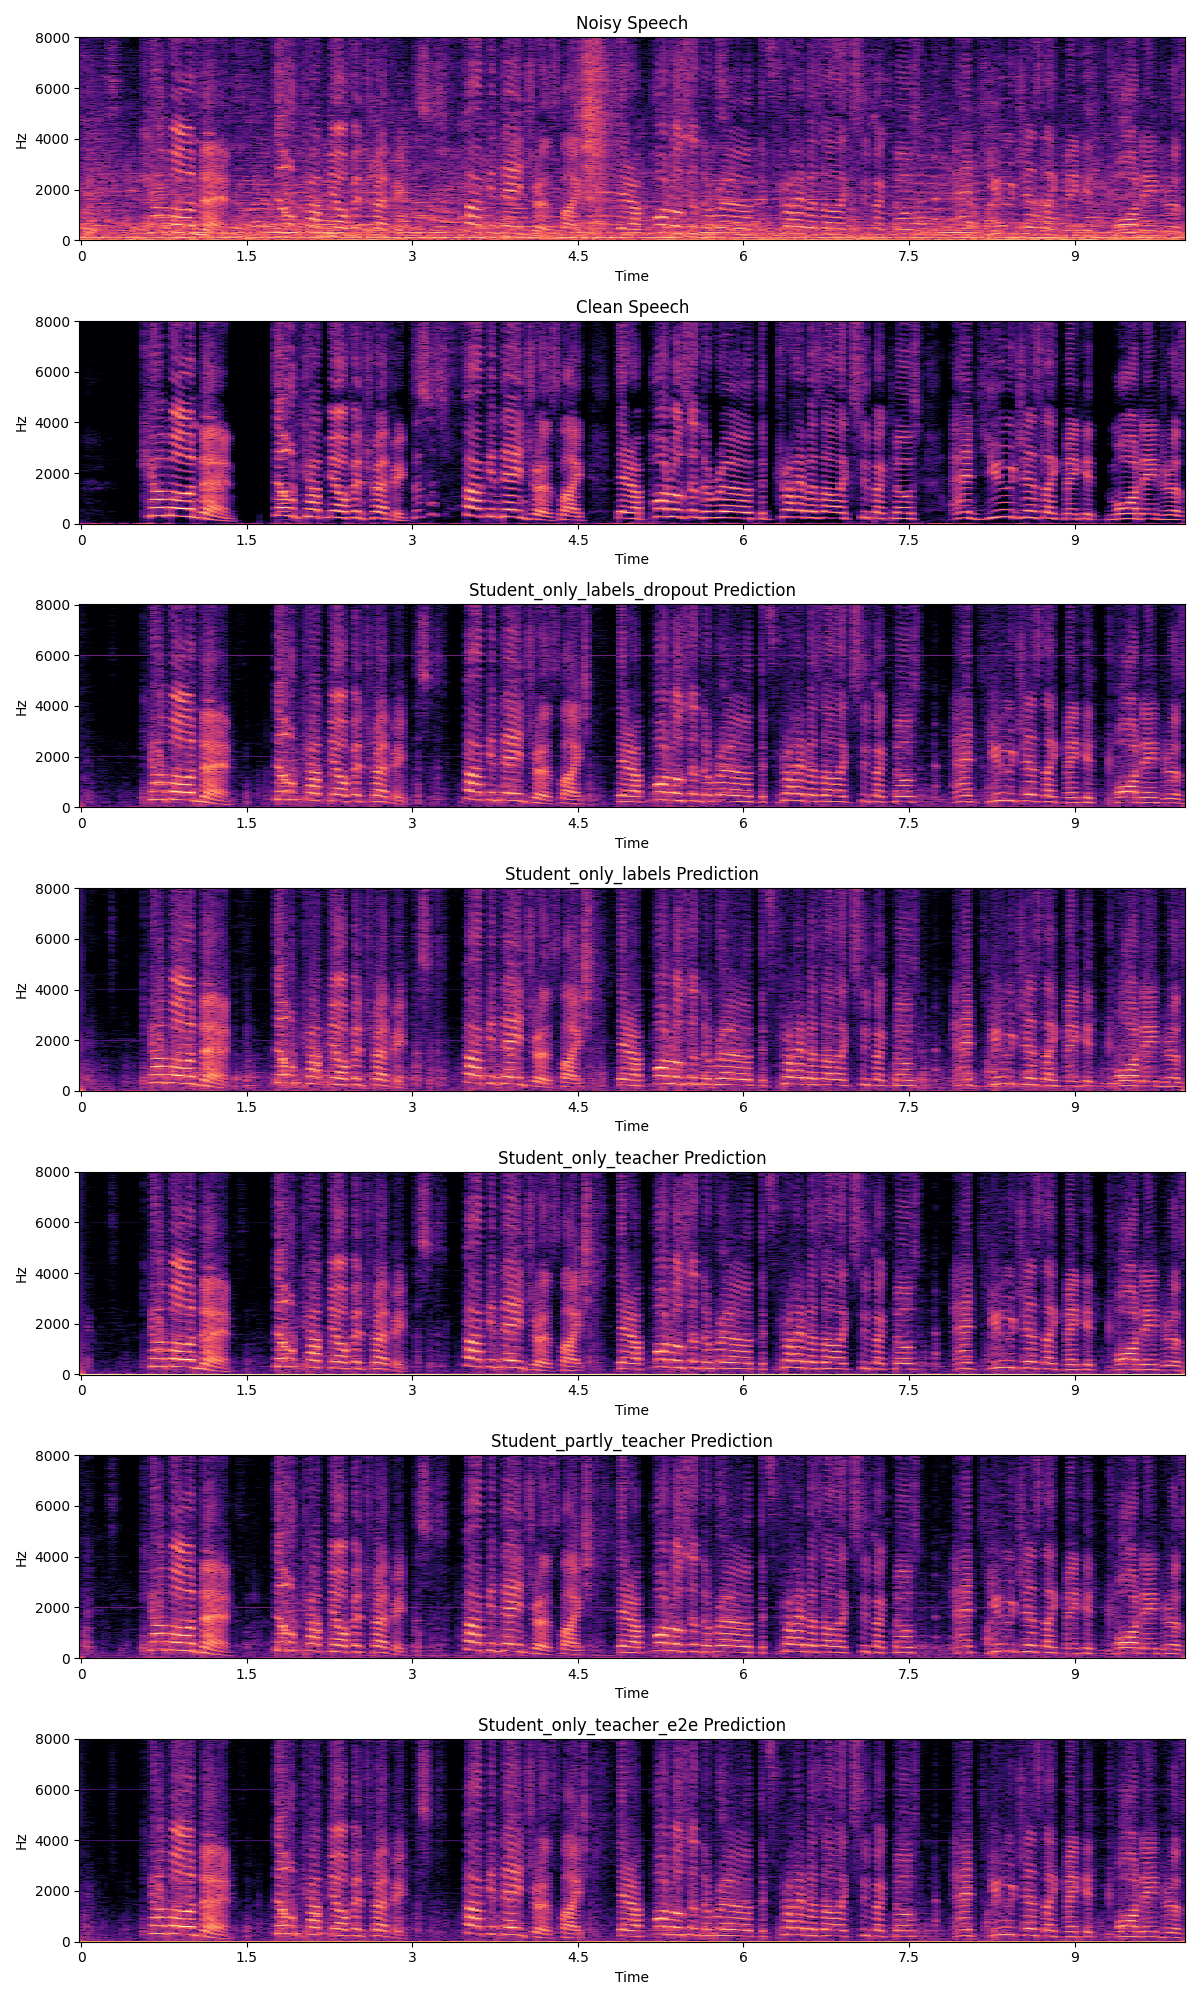 Noisy Speech
8000
6000
4000
2000
0
Hz
0 1.5 3 4.5 6 7.5 9
Time
Clean Speech
8000
6000
4000
2000
0
Hz
0 1.5 3 4.5 6 7.5 9
Time
Student_only_labels_dropout Prediction
8000
6000
4000
2000
0
Hz
0 1.5 3 4.5 6 7.5 9
Time
Student_only_labels Prediction
8000
6000
4000
2000
0
Hz
0 1.5 3 4.5 6 7.5 9
Time
Student_only_teacher Prediction
8000
6000
4000
2000
0
Hz
0 1.5 3 4.5 6 7.5 9
Time
Student_partly_teacher Prediction
8000
6000
4000
2000
0
Hz
0 1.5 3 4.5 6 7.5 9
Time
Student_only_teacher_e2e Prediction
8000
6000
4000
2000
0
Hz
0 1.5 3 4.5 6 7.5 9
Time